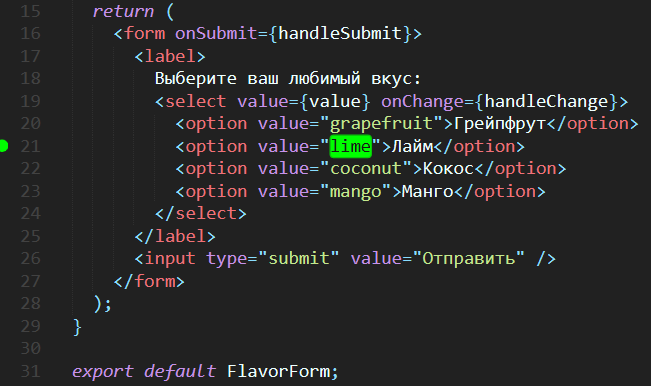 15 return (
16 <form onSubmit={handleSubmit}>
17 <label>
18 Выберите ваш любимый вкус:
19 <select value={value} onChange={handleChange}>
20 <option value="grapefruit">Грейпфрут</option>
21 <option value="lime">Лайм</option>
22 <option value="coconut">Кокос</option>
23 <option value="mango">Манго</option>
24 </select>
25 </label>
26 <input type="submit" value="Отправить" />
27 </form>
28 );
29 }
30
31 export default FlavorForm;